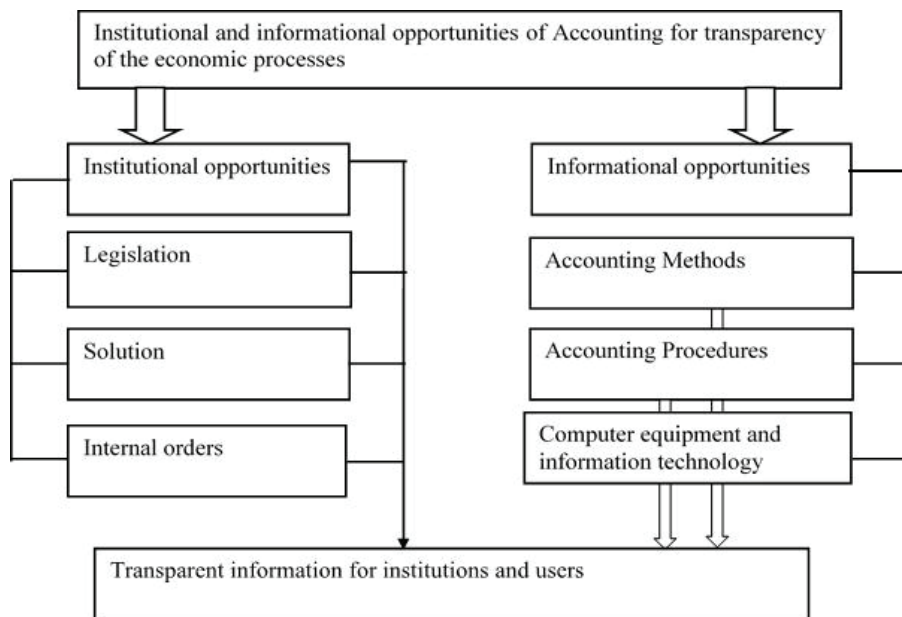 Institutional and informational opportunities of Accounting for transparency
of the economic processes
Institutional opportunities
Legislation
Solution
Internal orders
Informational opportunities
Accounting Methods
Accounting Procedures
Computer equipment and
information technology
Transparent information for institutions and users